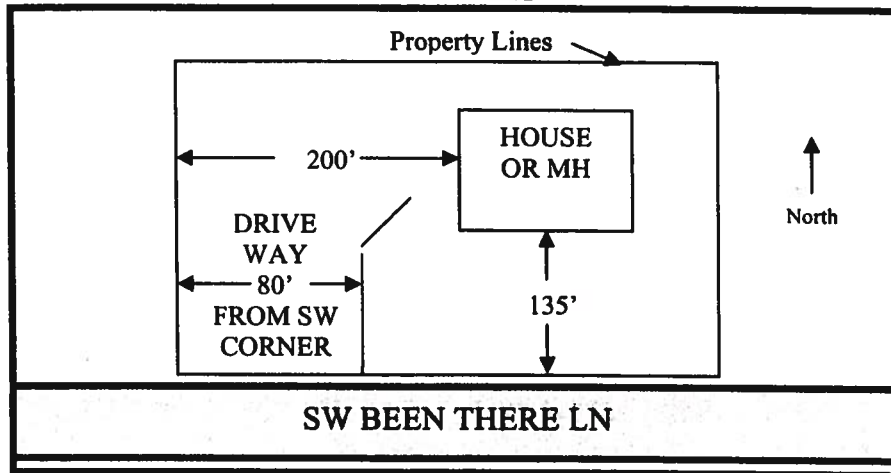 Property Lines
HOUSE
OR MH
200’
North
DRIVE
WAY
80’
FROM SW
CORNER
135’
SW BEEN THERE LN